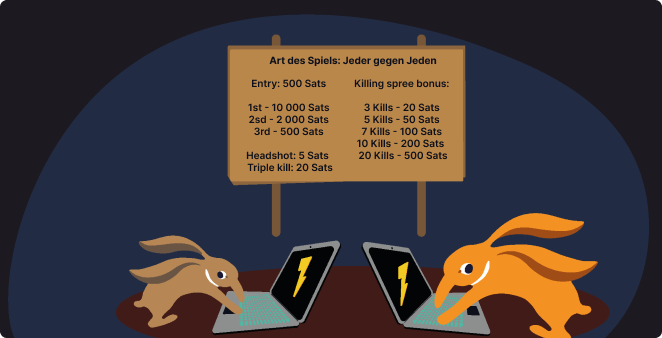 Art des Spiels: Jeder gegen Jeden
Entry: 500 Sats
1st - 10 000 Sats
2sd - 2 000 Sats
3rd - 500 Sats
Headshot: 5 Sats
Triple kill: 20 Sats
Killing spree bonus:
3 Kills - 20 Sats
5 Kills - 50 Sats
7 Kills - 100 Sats
10 Kills - 200 Sats
20 Kills - 500 Sats